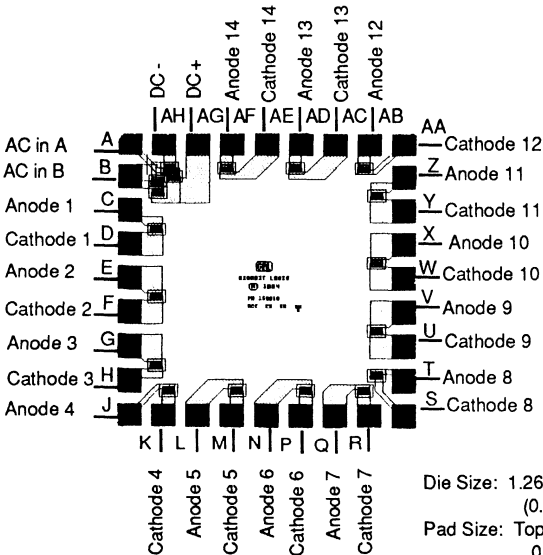 DC-
DC+
Anode 14
Cathode 14
Anode 13
Cathode 13
Anode 12
AH
AG
AF
AE
AD
AC
AB
AA
AC in A
A
Cathode 12
AC in B
B
Z
Anode 11
Anode 1
C
Y
Cathode 11
Cathode 1
D
X
Anode 10
Anode 2
E
W
Cathode 10
Cathode 2
F
V
Anode 9
Anode 3
G
U
Cathode 9
Cathode 3
H
T
Anode 8
Anode 4
J
S
Cathode 8
GIGABIT LOGIC
1984
K
L
M
N
P
Q
R
Cathode 4
Anode 5
Cathode 5
Anode 6
Cathode 6
Anode 7
Cathode 7
Die Size: 1.26
(0.
Pad Size: Top
0